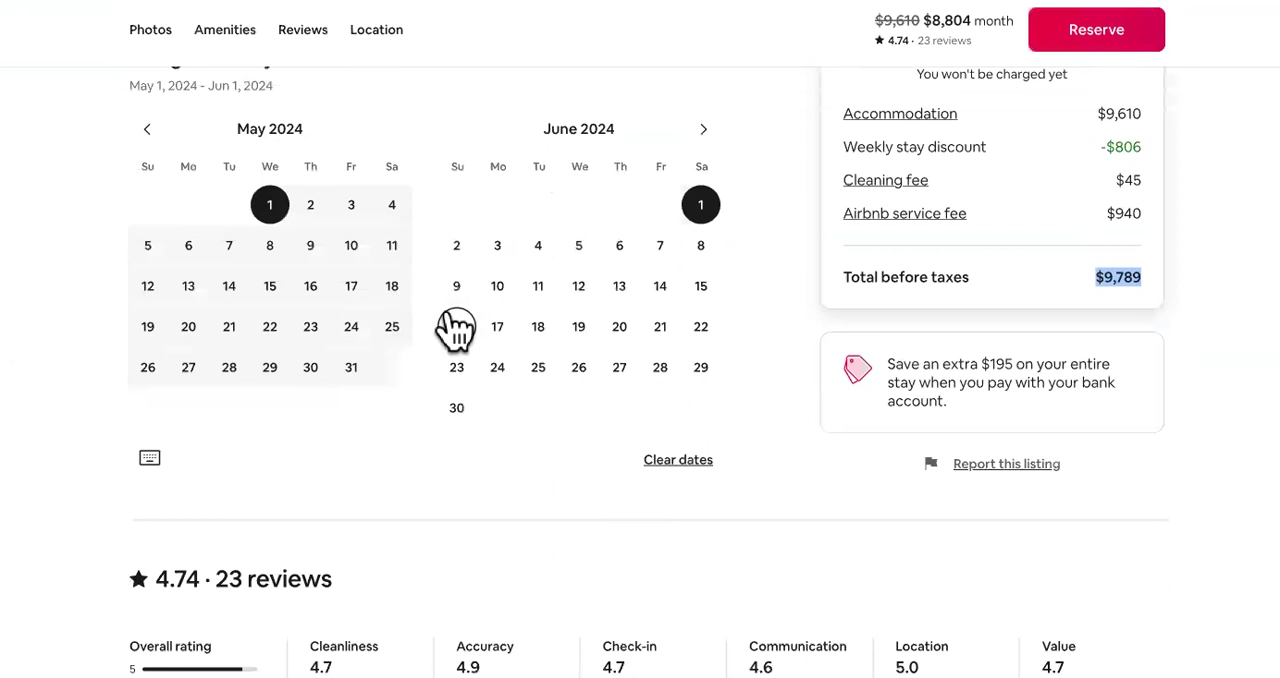 Photos Amenities Reviews Location
$9,610 $8,804 month
★ 4.74 · 23 reviews
Reserve
May 1, 2024 - Jun 1, 2024
May 2024
Su Mo Tu We Th Fr Sa
1 2 3 4
5 6 7 8 9 10 11
12 13 14 15 16 17 18
19 20 21 22 23 24 25
26 27 28 29 30 31
June 2024
Su Mo Tu We Th Fr Sa
1
2 3 4 5 6 7 8
9 10 11 12 13 14 15
17 18 19 20 21 22
23 24 25 26 27 28 29
30
Clear dates
You won't be charged yet
Accommodation $9,610
Weekly stay discount -$806
Cleaning fee $45
Airbnb service fee $940
Total before taxes $9,789
Save an extra $195 on your entire
stay when you pay with your bank
account.
Report this listing
★ 4.74 · 23 reviews
Overall rating
5
Cleanliness
4.7
Accuracy
4.9
Check-in
4.7
Communication
4.6
Location
5.0
Value
4.7